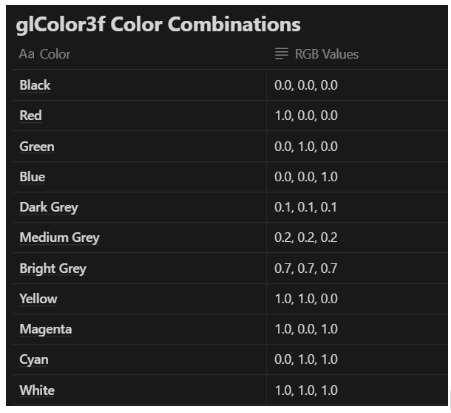 glColor3f Color Combinations
Aa Color RGB Values
Black 0.0, 0.0, 0.0
Red 1.0, 0.0, 0.0
Green 0.0, 1.0, 0.0
Blue 0.0, 0.0, 1.0
Dark Grey 0.1, 0.1, 0.1
Medium Grey 0.2, 0.2, 0.2
Bright Grey 0.7, 0.7, 0.7
Yellow 1.0, 1.0, 0.0
Magenta 1.0, 0.0, 1.0
Cyan 0.0, 1.0, 1.0
White 1.0, 1.0, 1.0